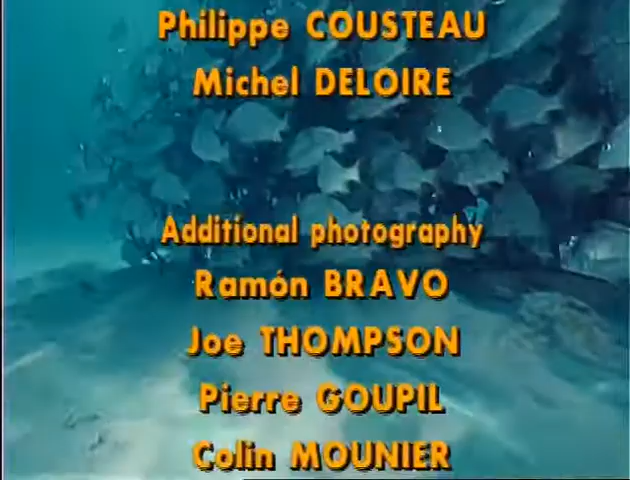 Philippe COUSTEAU
Michel DELOIRE
Additional photography
Ramón BRAVO
Joe THOMPSON
Pierre GOUPIL
Colin MOUNIER